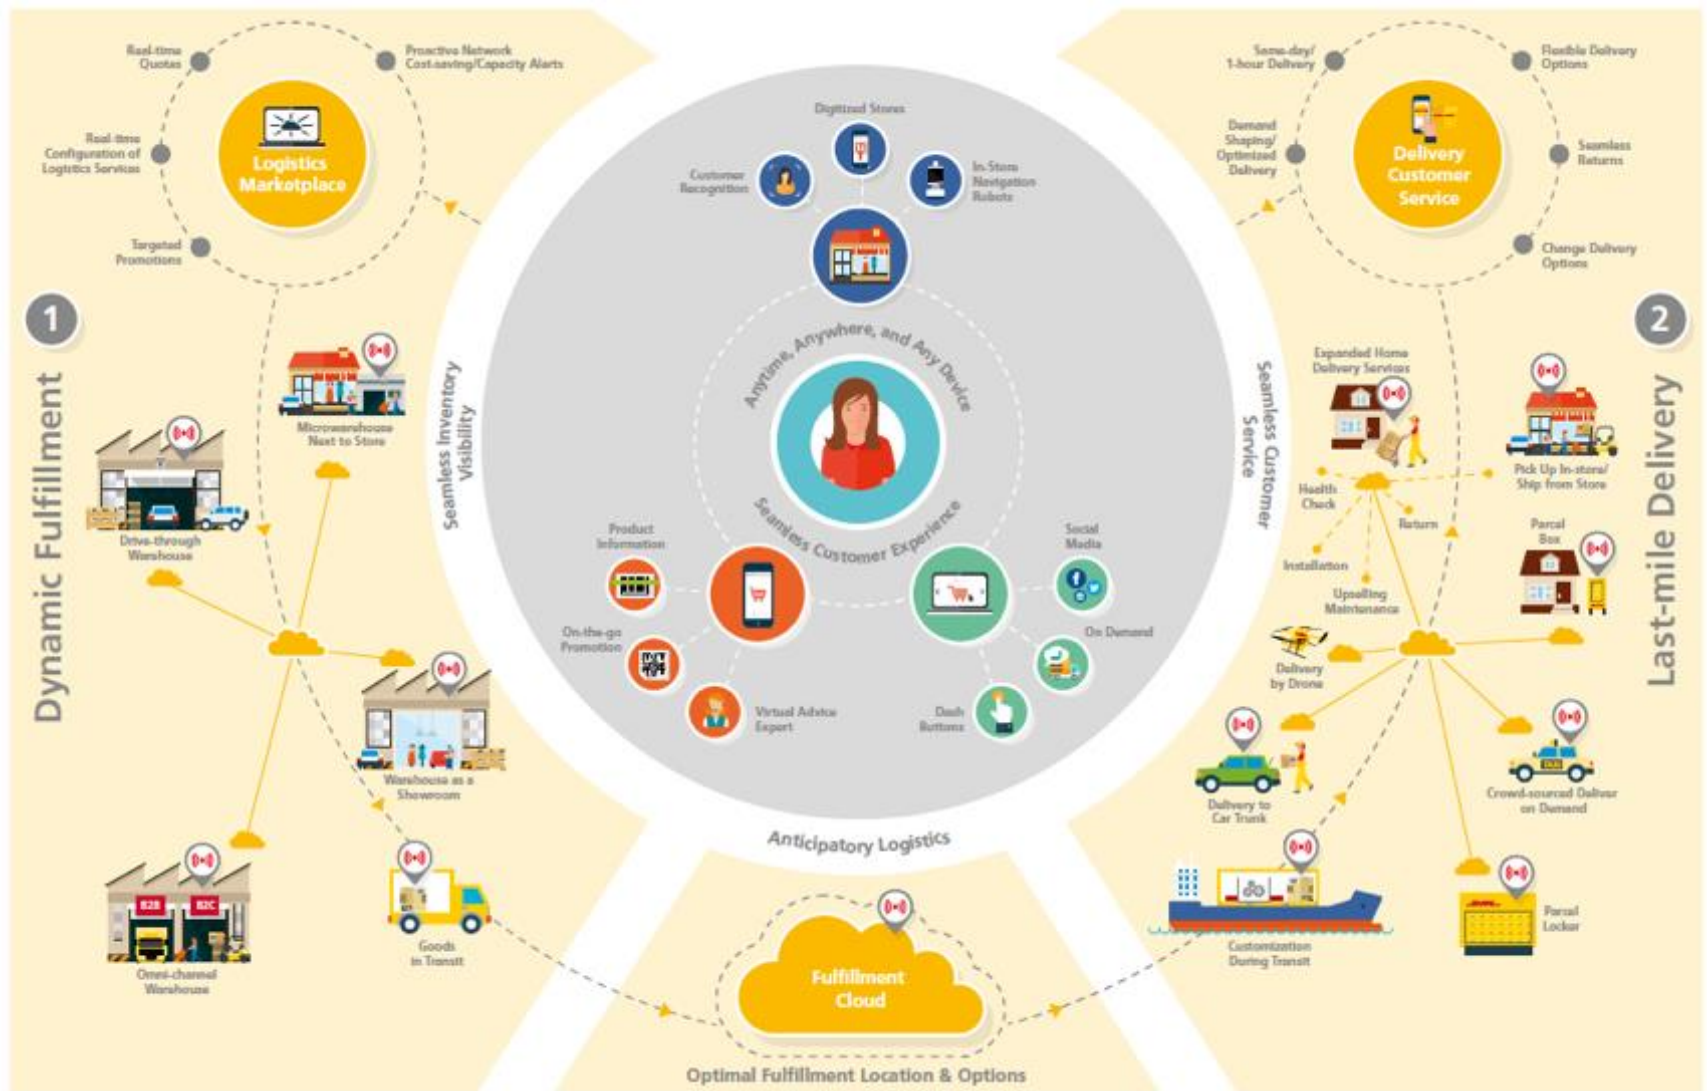 Real-time
Quotes
Proactive Network
Cost-saving/Capacity Alerts
Real-time
Configuration of
Logistics Services
Logistics
Marketplace
Targeted
Promotions
1
Dynamic Fulfillment
Microwarehouse
Next to Store
Drive-through
Warehouse
Warehouse as a
Showroom
B2B
B2C
Omni-channel
Warehouse
Goods
in Transit
Seamless Inventory
Visibility
Digitized Stores
Customer
Recognition
In-Store
Navigation
Robots
Anytime, Anywhere, and Any Device
Seamless Customer Experience
Product
Information
On-the-go
Promotion
Virtual Advice
Expert
Social
Media
On Demand
Dash
Buttons
Anticipatory Logistics
Fulfillment
Cloud
Optimal Fulfillment Location & Options
Seamless Customer
Service
Same-day/
1-hour Delivery
Flexible Delivery
Options
Demand
Shaping/
Optimized
Delivery
Delivery
Customer
Service
Seamless
Returns
Change Delivery
Options
2
Last-mile Delivery
Expanded Home
Delivery Services
Pick Up In-store/
Ship from Store
Health
Check
Return
Installation
Upselling
Maintenance
Parcel
Box
Delivery
by Drone
Delivery to
Car Trunk
TAXI
Crowd-sourced Deliver
on Demand
Customization
During Transit
DHL
Parcel
Locker